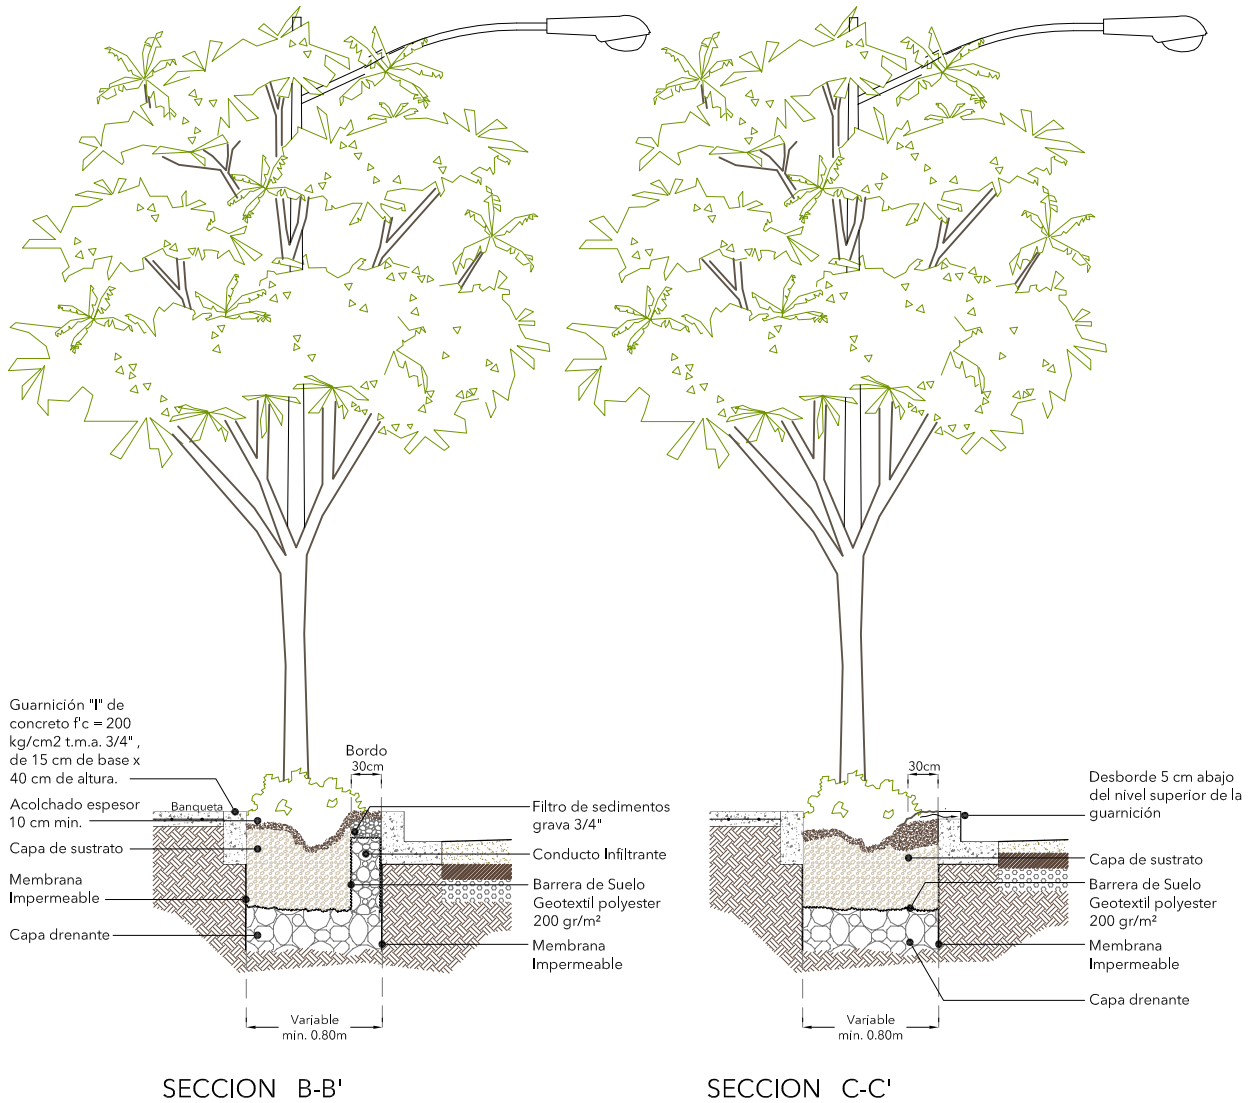 Guarnición "I" de
concreto f'c = 200
kg/cm2 t.m.a. 3/4" ,
de 15 cm de base x
40 cm de altura.
Acolchado espesor
10 cm min.
Capa de sustrato
Membrana
Impermeable
Capa drenante
Banqueta
Bordo
30cm
Filtro de sedimentos
grava 3/4"
Conducto Infiltrante
Barrera de Suelo
Geotextil polyester
200 gr/m²
Membrana
Impermeable
Variable
min. 0.80m
SECCION B-B'
30cm
Desborde 5 cm abajo
del nivel superior de la
guarnición
Capa de sustrato
Barrera de Suelo
Geotextil polyester
200 gr/m²
Membrana
Impermeable
Capa drenante
Variable
min. 0.80m
SECCION C-C'